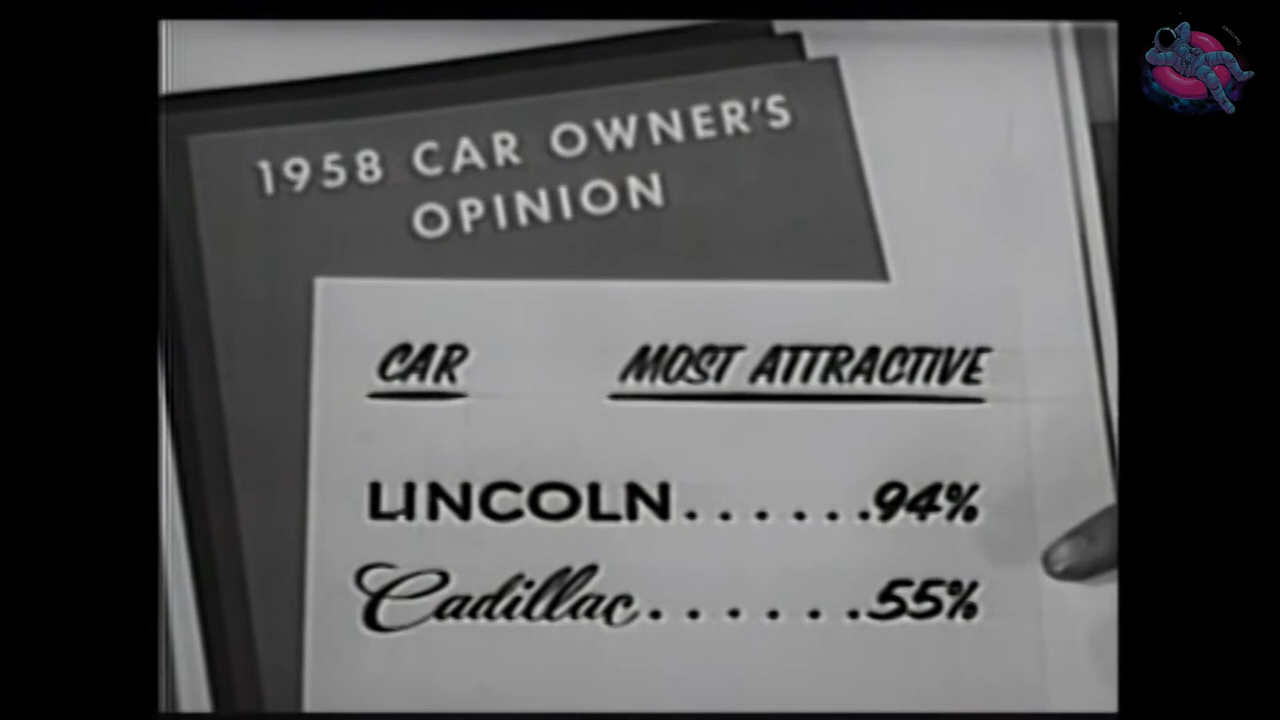 1958 CAR OWNER'S
OPINION
CAR MOST ATTRACTIVE
LINCOLN.......94%
Cadillac.......55%